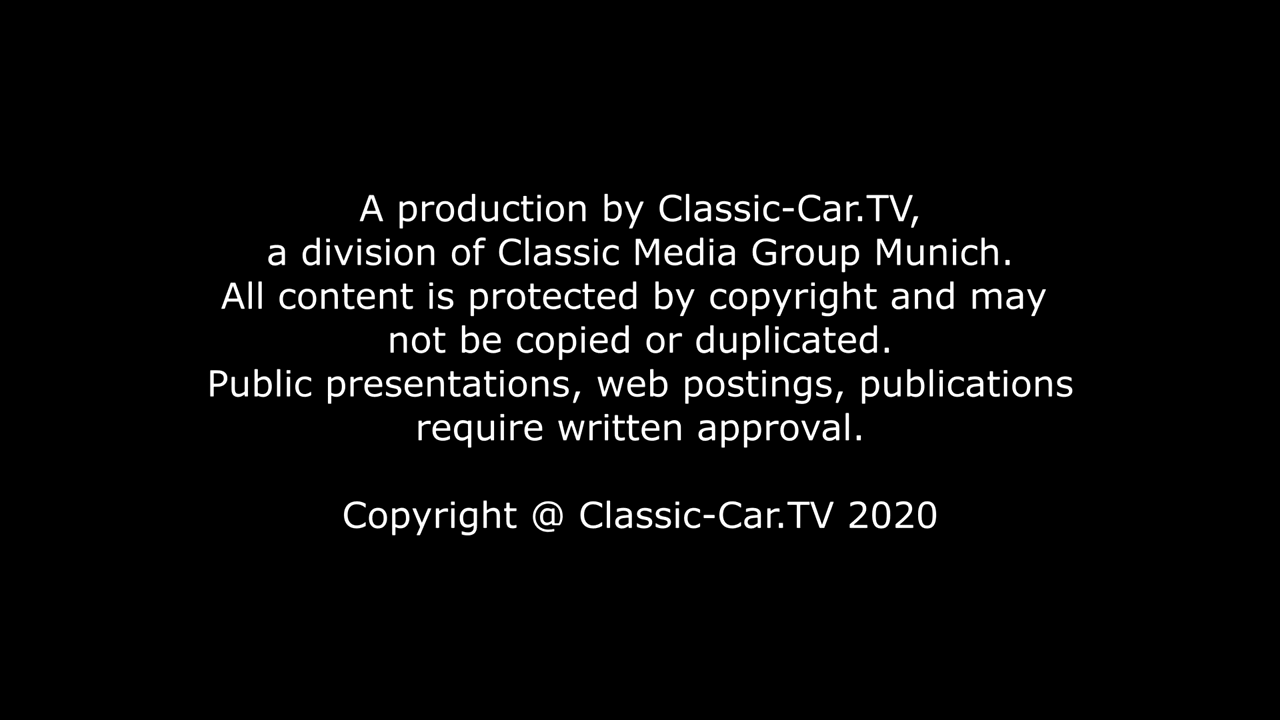 A production by Classic-Car.TV,
a division of Classic Media Group Munich.
All content is protected by copyright and may
not be copied or duplicated.
Public presentations, web postings, publications
require written approval.
Copyright @ Classic-Car.TV 2020